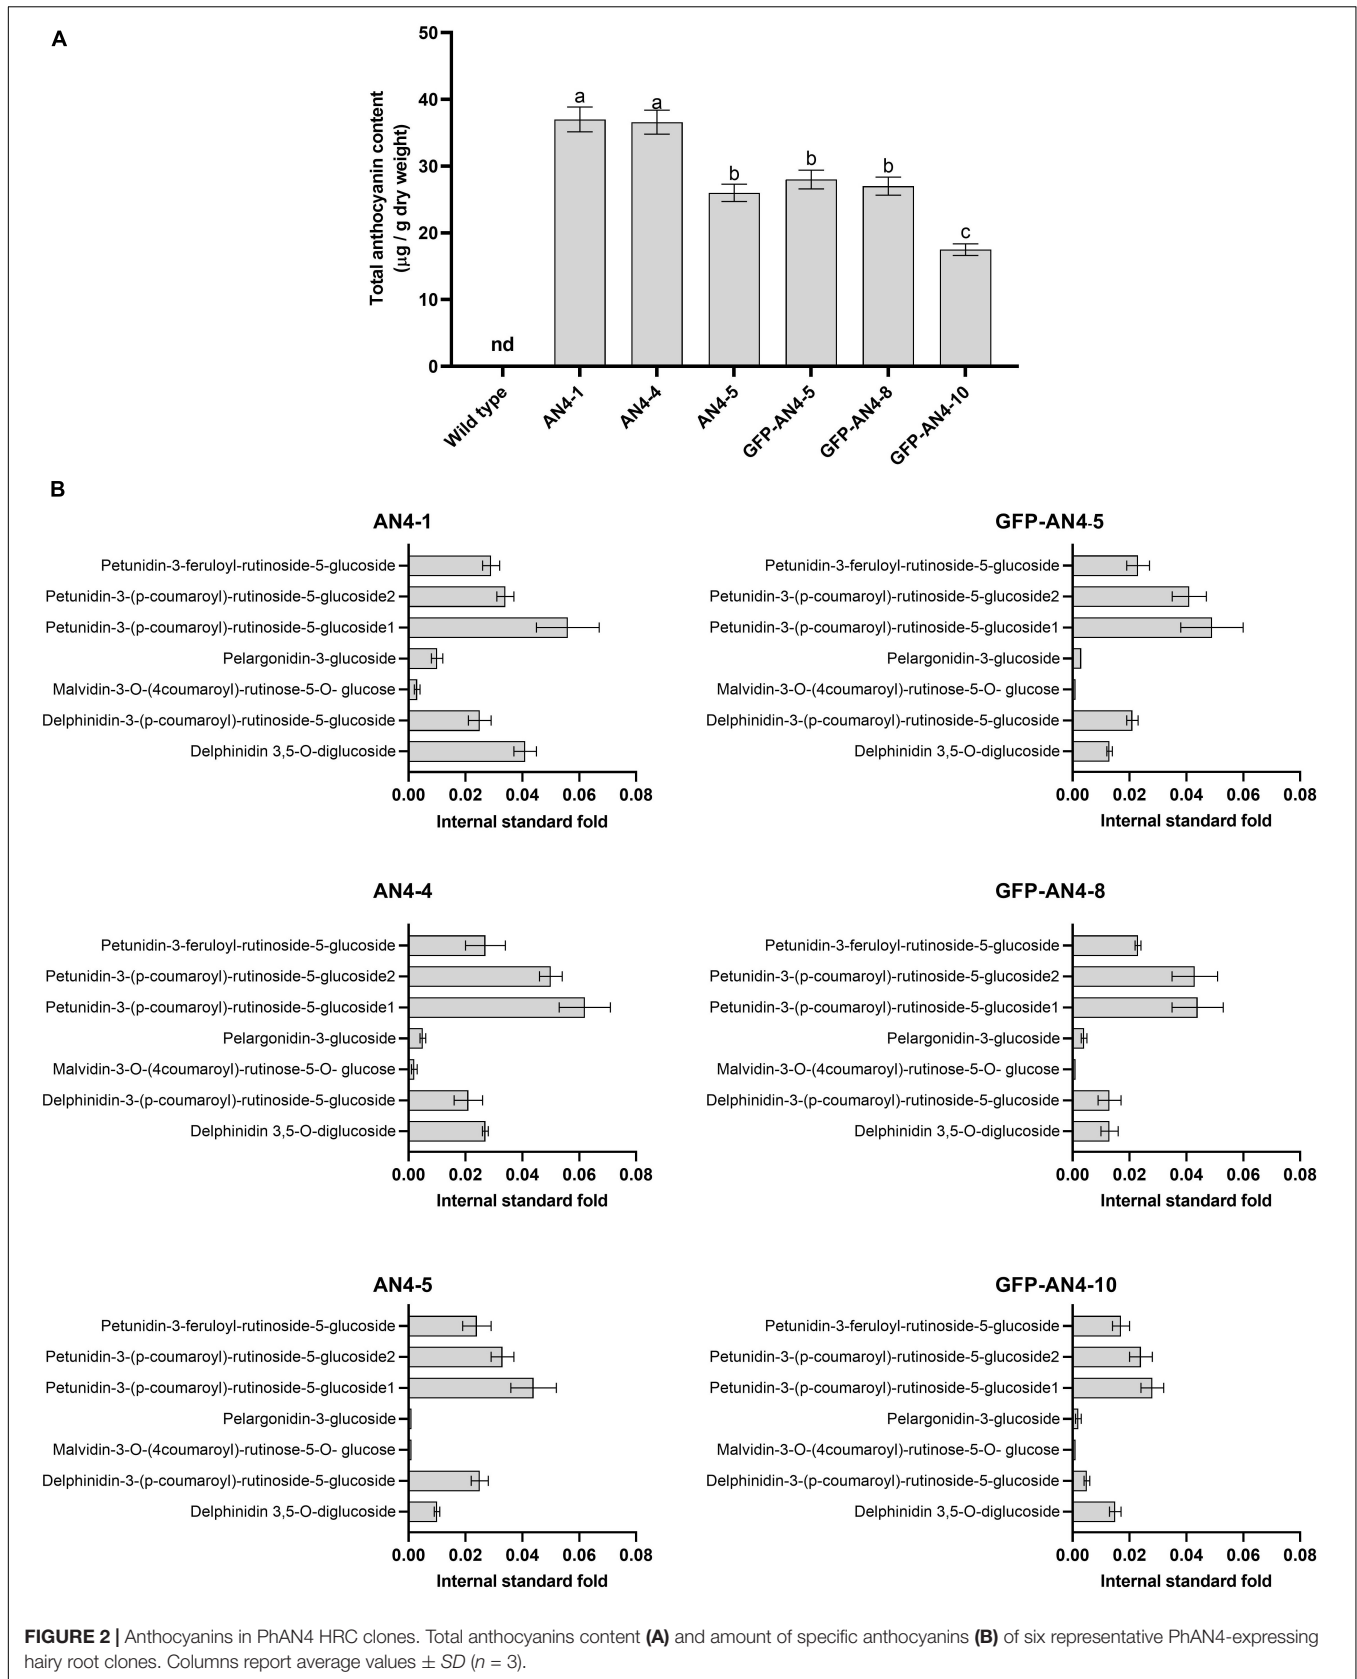 A
Total anthocyanin content
(µg / g dry weight)
50
40
30
20
10
0
nd
a
a
b
b
b
c
Wild type
AN4-1
AN4-4
AN4-5
GFP-AN4-5
GFP-AN4-8
GFP-AN4-10
B
AN4-1
Petunidin-3-feruloyl-rutinoside-5-glucoside
Petunidin-3-(p-coumaroyl)-rutinoside-5-glucoside2
Petunidin-3-(p-coumaroyl)-rutinoside-5-glucoside1
Pelargonidin-3-glucoside
Malvidin-3-O-(4coumaroyl)-rutinose-5-O- glucose
Delphinidin-3-(p-coumaroyl)-rutinoside-5-glucoside
Delphinidin 3,5-O-diglucoside
0.00 0.02 0.04 0.06 0.08
Internal standard fold
GFP-AN4-5
Petunidin-3-feruloyl-rutinoside-5-glucoside
Petunidin-3-(p-coumaroyl)-rutinoside-5-glucoside2
Petunidin-3-(p-coumaroyl)-rutinoside-5-glucoside1
Pelargonidin-3-glucoside
Malvidin-3-O-(4coumaroyl)-rutinose-5-O- glucose
Delphinidin-3-(p-coumaroyl)-rutinoside-5-glucoside
Delphinidin 3,5-O-diglucoside
0.00 0.02 0.04 0.06 0.08
Internal standard fold
AN4-4
Petunidin-3-feruloyl-rutinoside-5-glucoside
Petunidin-3-(p-coumaroyl)-rutinoside-5-glucoside2
Petunidin-3-(p-coumaroyl)-rutinoside-5-glucoside1
Pelargonidin-3-glucoside
Malvidin-3-O-(4coumaroyl)-rutinose-5-O- glucose
Delphinidin-3-(p-coumaroyl)-rutinoside-5-glucoside
Delphinidin 3,5-O-diglucoside
0.00 0.02 0.04 0.06 0.08
Internal standard fold
GFP-AN4-8
Petunidin-3-feruloyl-rutinoside-5-glucoside
Petunidin-3-(p-coumaroyl)-rutinoside-5-glucoside2
Petunidin-3-(p-coumaroyl)-rutinoside-5-glucoside1
Pelargonidin-3-glucoside
Malvidin-3-O-(4coumaroyl)-rutinose-5-O- glucose
Delphinidin-3-(p-coumaroyl)-rutinoside-5-glucoside
Delphinidin 3,5-O-diglucoside
0.00 0.02 0.04 0.06 0.08
Internal standard fold
AN4-5
Petunidin-3-feruloyl-rutinoside-5-glucoside
Petunidin-3-(p-coumaroyl)-rutinoside-5-glucoside2
Petunidin-3-(p-coumaroyl)-rutinoside-5-glucoside1
Pelargonidin-3-glucoside
Malvidin-3-O-(4coumaroyl)-rutinose-5-O- glucose
Delphinidin-3-(p-coumaroyl)-rutinoside-5-glucoside
Delphinidin 3,5-O-diglucoside
0.00 0.02 0.04 0.06 0.08
Internal standard fold
GFP-AN4-10
Petunidin-3-feruloyl-rutinoside-5-glucoside
Petunidin-3-(p-coumaroyl)-rutinoside-5-glucoside2
Petunidin-3-(p-coumaroyl)-rutinoside-5-glucoside1
Pelargonidin-3-glucoside
Malvidin-3-O-(4coumaroyl)-rutinose-5-O- glucose
Delphinidin-3-(p-coumaroyl)-rutinoside-5-glucoside
Delphinidin 3,5-O-diglucoside
0.00 0.02 0.04 0.06 0.08
Internal standard fold
FIGURE 2 | Anthocyanins in PhAN4 HRC clones. Total anthocyanins content (A) and amount of specific anthocyanins (B) of six representative PhAN4-expressing
hairy root clones. Columns report average values ± SD (n = 3).